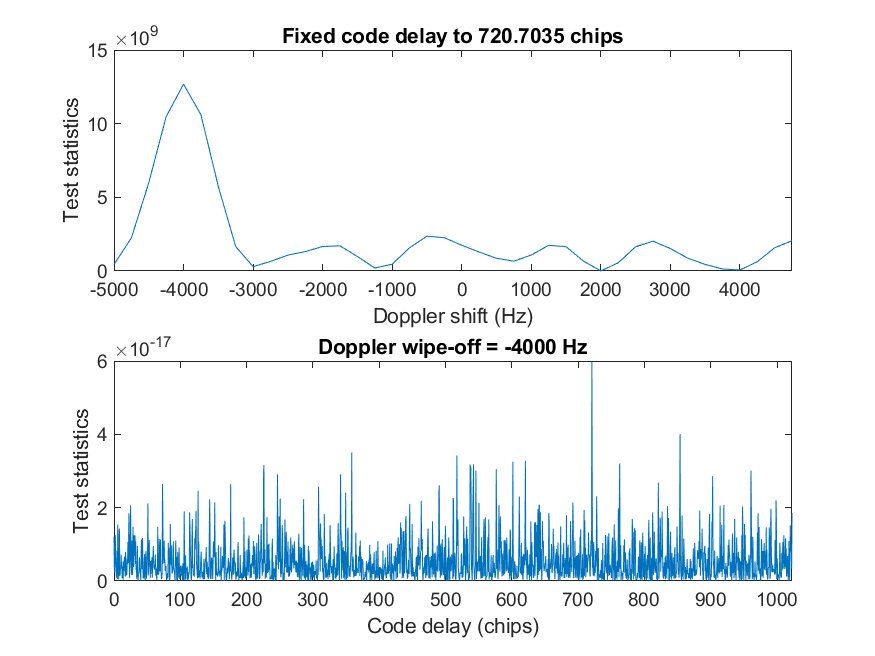 ×10^9
Fixed code delay to 720.7035 chips
15
10
5
0
Test statistics
-5000 -4000 -3000 -2000 -1000 0 1000 2000 3000 4000
Doppler shift (Hz)
×10^-17
Doppler wipe-off = -4000 Hz
6
4
2
0
Test statistics
0 100 200 300 400 500 600 700 800 900 1000
Code delay (chips)